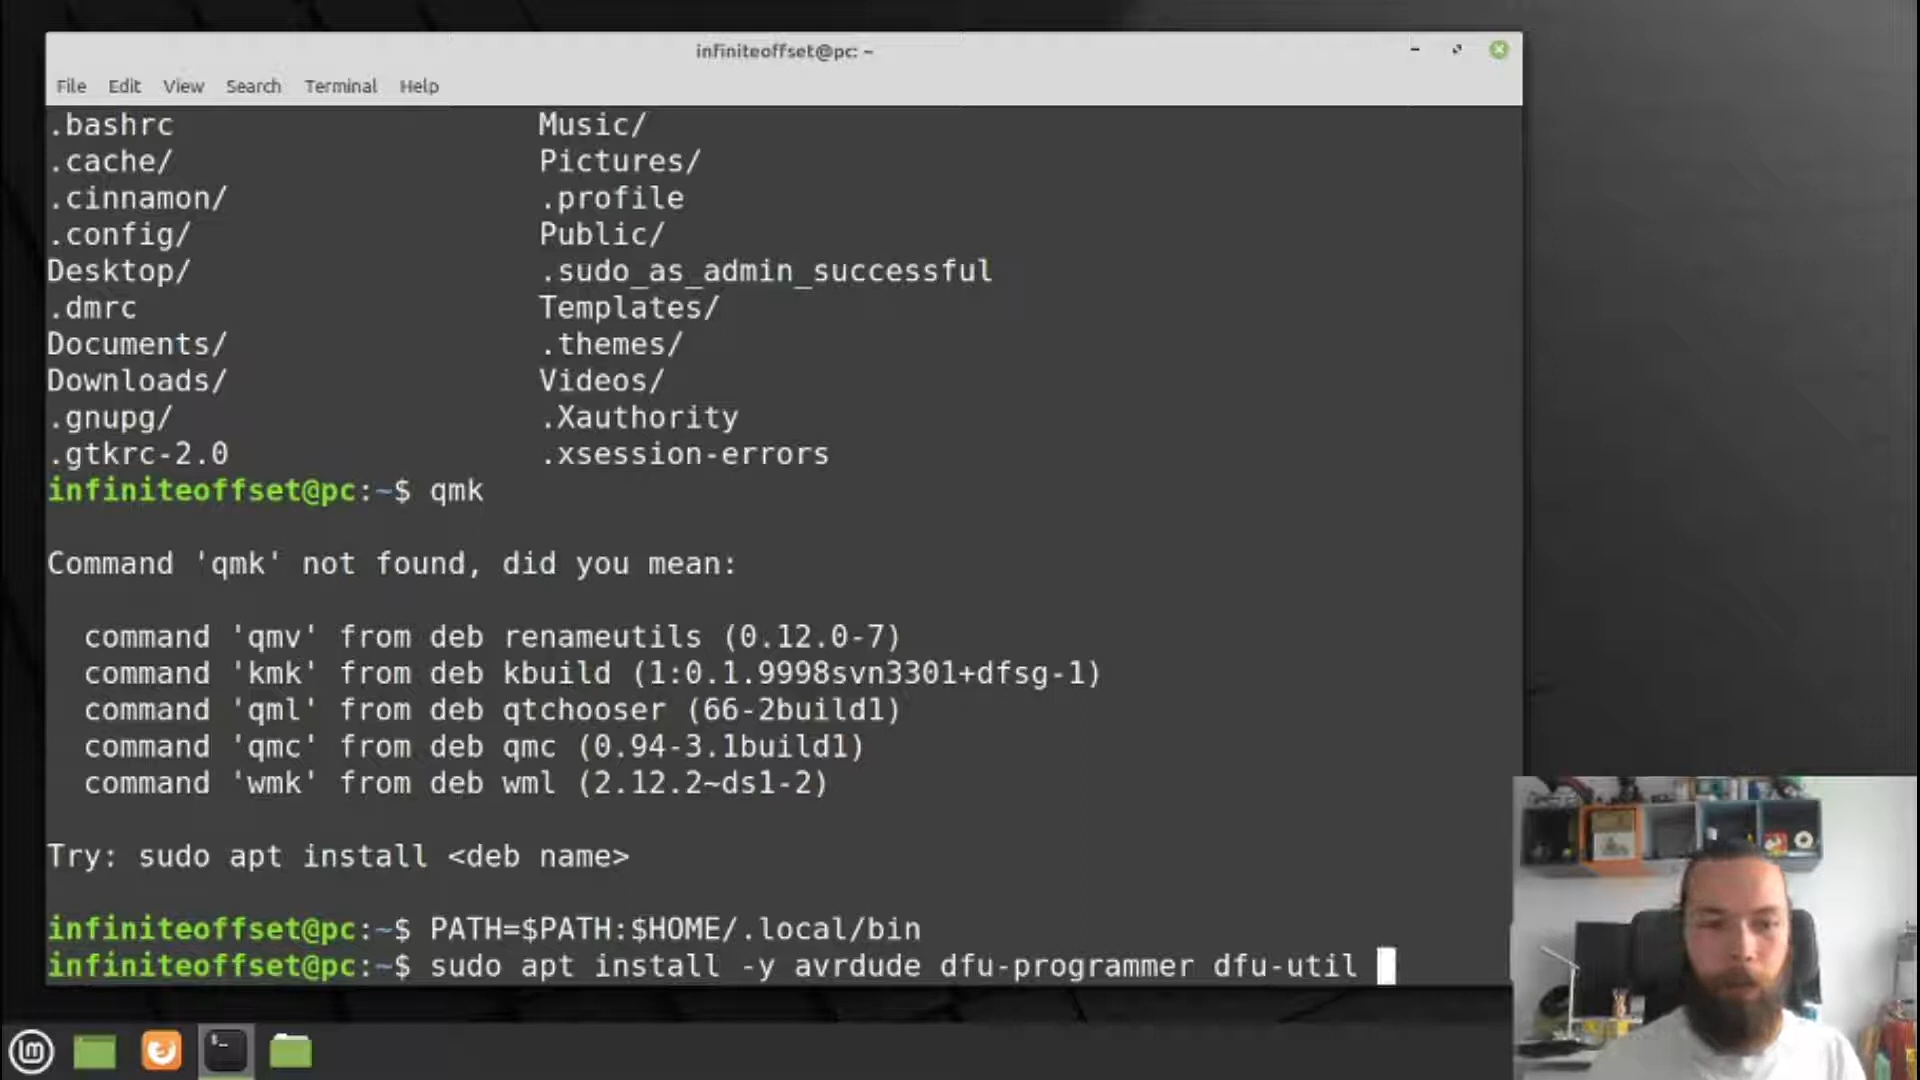 infiniteoffset@pc: ~
File Edit View Search Terminal Help
.bashrc Music/
.cache/ Pictures/
.cinnamon/ .profile
.config/ Public/
Desktop/ .sudo_as_admin_successful
.dmrc Templates/
Documents/ .themes/
Downloads/ Videos/
.gnupg/ .Xauthority
.gtkrc-2.0 .xsession-errors
infiniteoffset@pc:~$ qmk
Command 'qmk' not found, did you mean:
command 'qmv' from deb renameutils (0.12.0-7)
command 'kmk' from deb kbuild (1:0.1.9998svn3301+dfsg-1)
command 'qml' from deb qtchooser (66-2build1)
command 'qmc' from deb qmc (0.94-3.1build1)
command 'wmk' from deb wml (2.12.2~ds1-2)
Try: sudo apt install <deb name>
infiniteoffset@pc:~$ PATH=$PATH:$HOME/.local/bin
infiniteoffset@pc:~$ sudo apt install -y avrdude dfu-programmer dfu-util